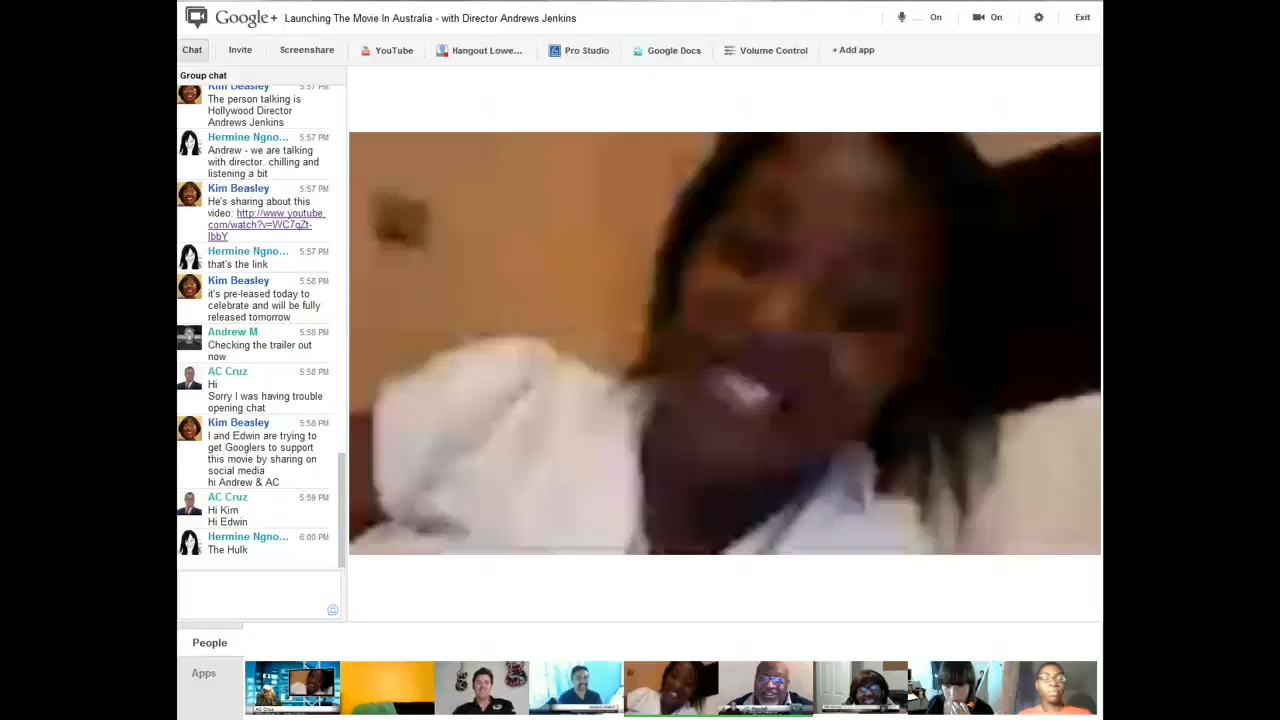 Google+ Launching The Movie In Australia - with Director Andrews Jenkins
On On Exit
Chat Invite Screenshare YouTube Hangout Lowe... Pro Studio Google Docs Volume Control + Add app
Group chat
Kim Beasley 5:57 PM
The person talking is
Hollywood Director
Andrews Jenkins
Hermine Ngno... 5:57 PM
Andrew - we are talking
with director. chilling and
listening a bit
Kim Beasley 5:57 PM
He's sharing about this
video: http://www.youtube.
com/watch?v=WC7qZt-
IbbY
Hermine Ngno... 5:57 PM
that's the link
Kim Beasley 5:58 PM
it's pre-leased today to
celebrate and will be fully
released tomorrow
Andrew M 5:58 PM
Checking the trailer out
now
AC Cruz 5:58 PM
Hi
Sorry I was having trouble
opening chat
Kim Beasley 5:58 PM
I and Edwin are trying to
get Googlers to support
this movie by sharing on
social media
hi Andrew & AC
AC Cruz 5:59 PM
Hi Kim
Hi Edwin
Hermine Ngno... 6:00 PM
The Hulk
People
Apps
AC Cruz